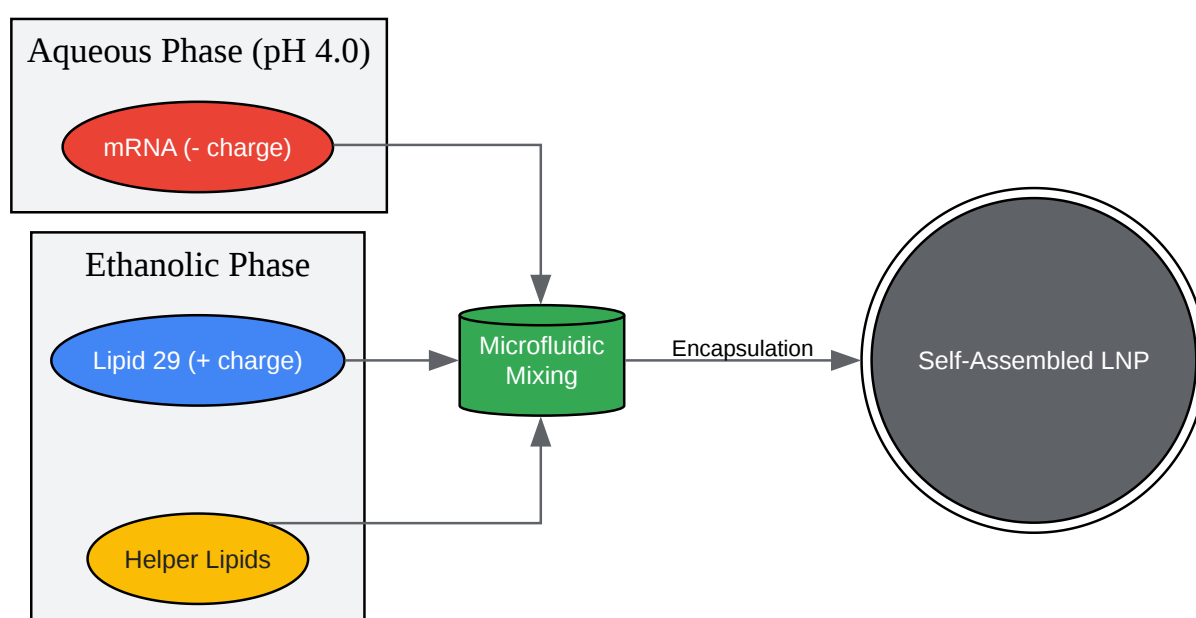 Aqueous Phase (pH 4.0)
mRNA (- charge)
Ethanolic Phase
Lipid 29 (+ charge)
Helper Lipids
Microfluidic
Mixing
Encapsulation
Self-Assembled LNP